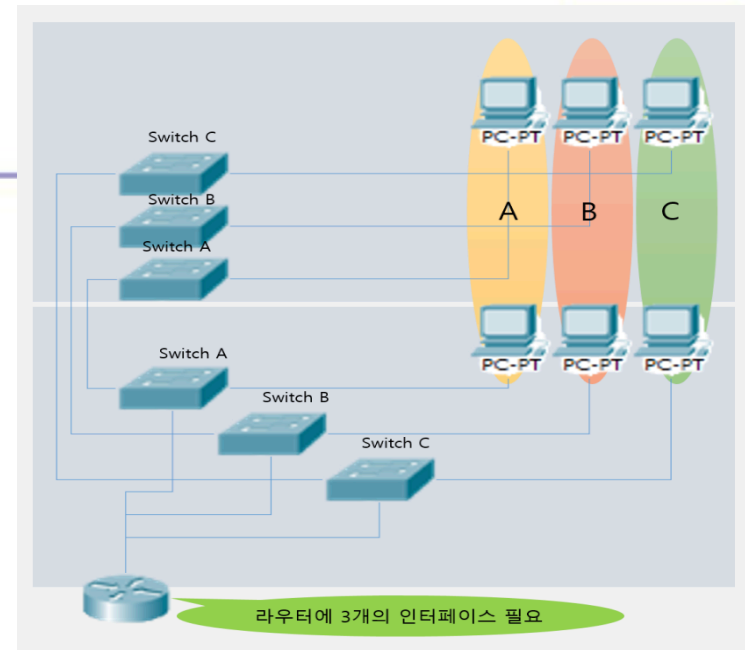 PC-PT PC-PT PC-PT
Switch C
Switch B
Switch A
A B C
Switch A
PC-PT PC-PT PC-PT
Switch B
Switch C
라우터에 3개의 인터페이스 필요